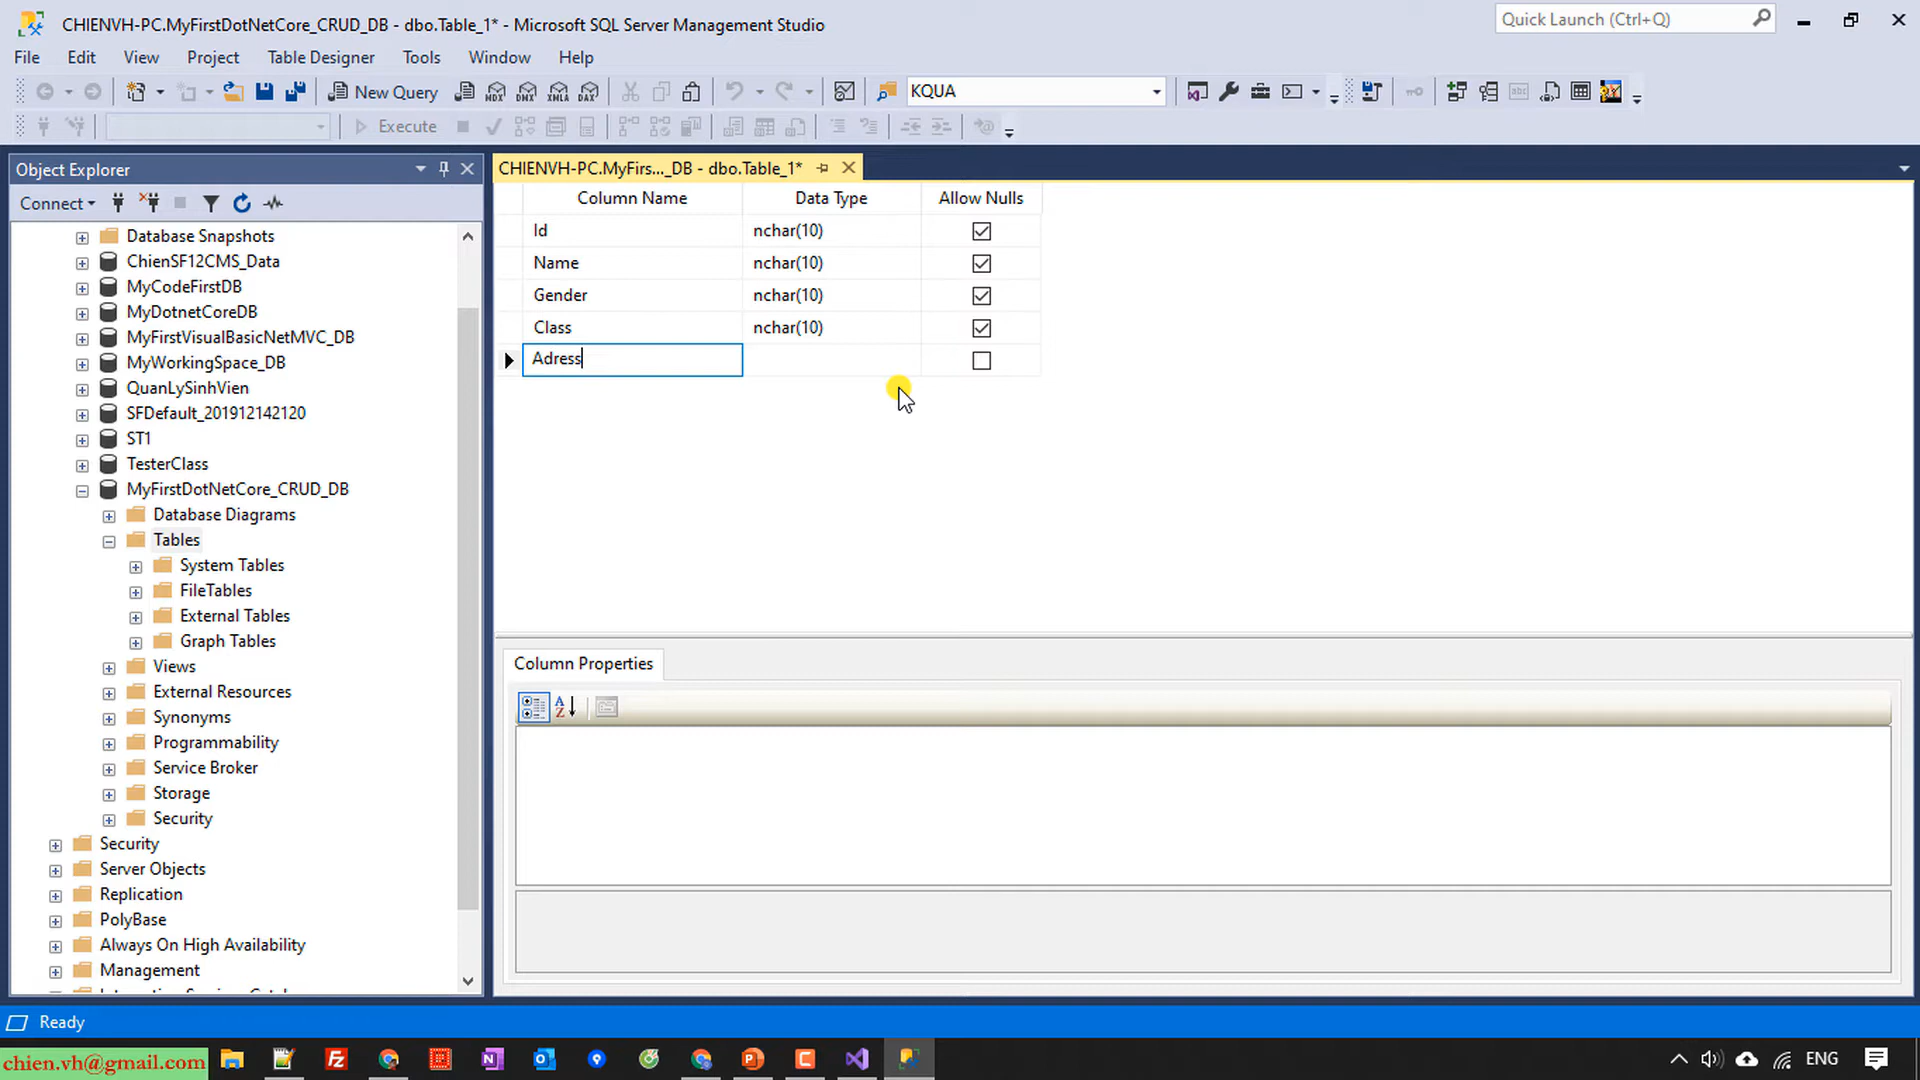 CHIENVH-PC.MyFirstDotNetCore_CRUD_DB - dbo.Table_1* - Microsoft SQL Server Management Studio
Quick Launch (Ctrl+Q)
File Edit View Project Table Designer Tools Window Help
New Query MDX DMX XMLA DAX KQUA
Execute
Object Explorer
CHIENVH-PC.MyFirs..._DB - dbo.Table_1*
Connect
Column Name Data Type Allow Nulls
Id nchar(10)
Name nchar(10)
Gender nchar(10)
Class nchar(10)
Adress
Database Snapshots
ChienSF12CMS_Data
MyCodeFirstDB
MyDotnetCoreDB
MyFirstVisualBasicNetMVC_DB
MyWorkingSpace_DB
QuanLySinhVien
SFDefault_201912142120
ST1
TesterClass
MyFirstDotNetCore_CRUD_DB
Database Diagrams
Tables
System Tables
FileTables
External Tables
Graph Tables
Views
External Resources
Synonyms
Programmability
Service Broker
Storage
Security
Security
Server Objects
Replication
PolyBase
Always On High Availability
Management
Column Properties
Ready
chien.vh@gmail.com
ENG